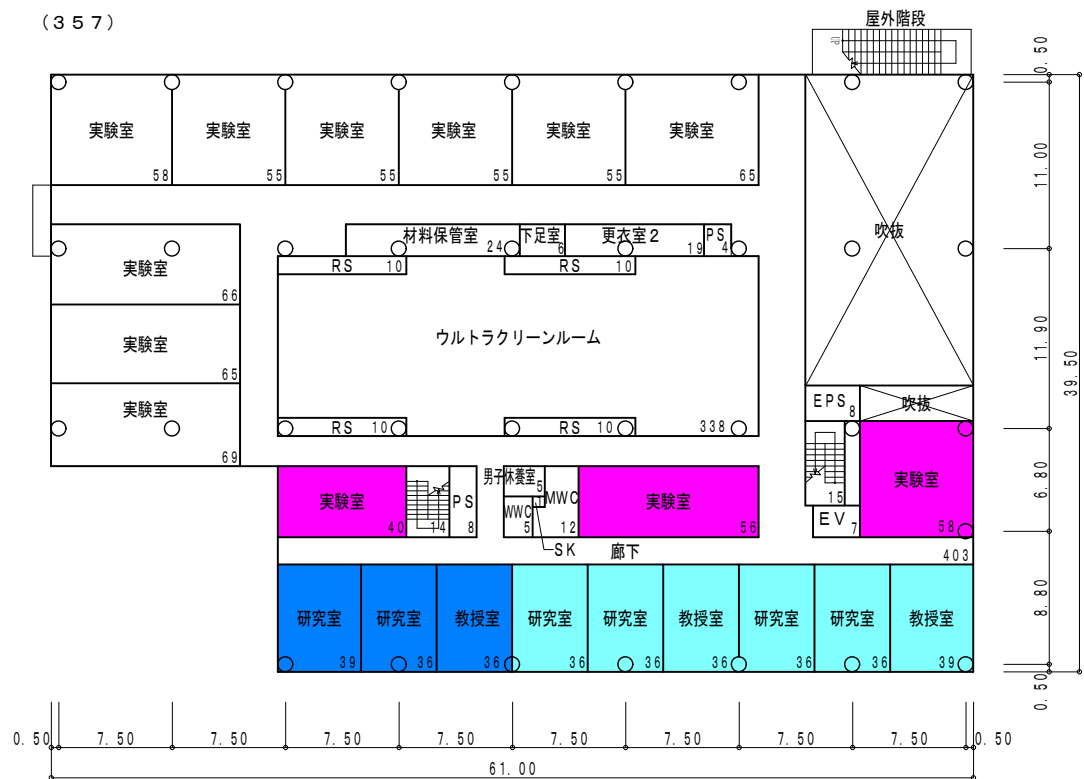 (357)
屋外階段
UP
0.50
実験室 実験室 実験室 実験室 実験室 実験室
58 55 55 55 55 65
11.00
材料保管室 下足室 更衣室2 PS 吹抜
24 6 19 4
実験室 RS 10 RS 10
66
ウルトラクリーンルーム
11.90
実験室
65
39.50
実験室
EPS 8 吹抜
RS 10 RS 10 338
69
男子休養室 5
実験室 PS WWC MWC 実験室 実験室
6.80
40 14 8 5 1 12 56 15 EV 7 58
SK 廊下 403
研究室 研究室 教授室 研究室 研究室 教授室 研究室 研究室 教授室
8.80
39 36 36 36 36 36 36 36 39
0.50
0.50 7.50 7.50 7.50 7.50 7.50 7.50 7.50 7.50 0.50
61.00